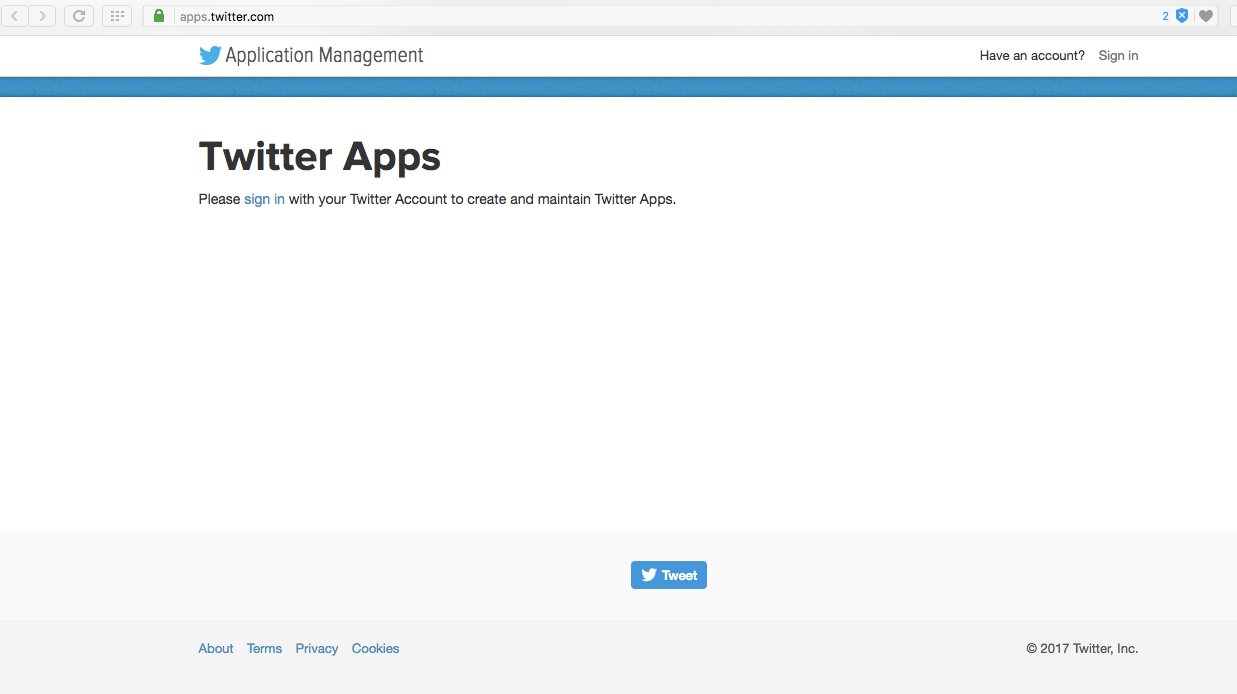 apps.twitter.com 2
Application Management Have an account? Sign in
Twitter Apps
Please sign in with your Twitter Account to create and maintain Twitter Apps.
Tweet
About Terms Privacy Cookies © 2017 Twitter, Inc.